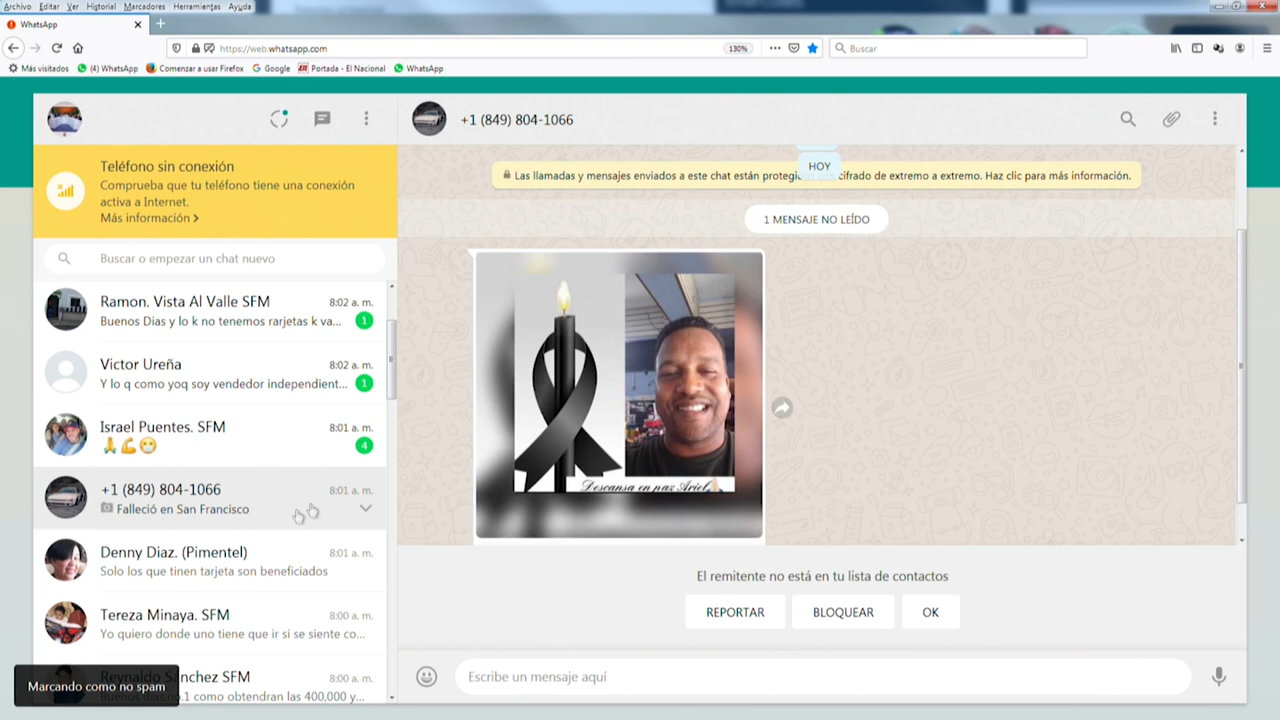 Archivo Editar Ver Historial Marcadores Herramientas Ayuda
WhatsApp
https://web.whatsapp.com
130%
Buscar
Más visitados (4) WhatsApp Comenzar a usar Firefox Google Portada - El Nacional WhatsApp
+1 (849) 804-1066
Teléfono sin conexión
Comprueba que tu teléfono tiene una conexión
activa a Internet.
Más información >
Buscar o empezar un chat nuevo
Ramon. Vista Al Valle SFM 8:02 a. m.
Buenos Dias y lo k no tenemos rarjetas k va... 1
Victor Ureña 8:02 a. m.
Y lo q como yoq soy vendedor independient... 1
Israel Puentes. SFM 8:01 a. m.
🙏💪😷 4
+1 (849) 804-1066 8:01 a. m.
Falleció en San Francisco
Denny Diaz. (Pimentel) 8:01 a. m.
Solo los que tinen tarjeta son beneficiados
Tereza Minaya. SFM 8:00 a. m.
Yo quiero donde uno tiene que ir si se siente co...
Reynaldo Sánchez SFM 8:00 a. m.
no.1 como obtendran las 400,000 y...
Marcando como no spam
HOY
Las llamadas y mensajes enviados a este chat están protegi cifrado de extremo a extremo. Haz clic para más información.
1 MENSAJE NO LEÍDO
Descansa en paz Ariel
El remitente no está en tu lista de contactos
REPORTAR BLOQUEAR OK
Escribe un mensaje aquí